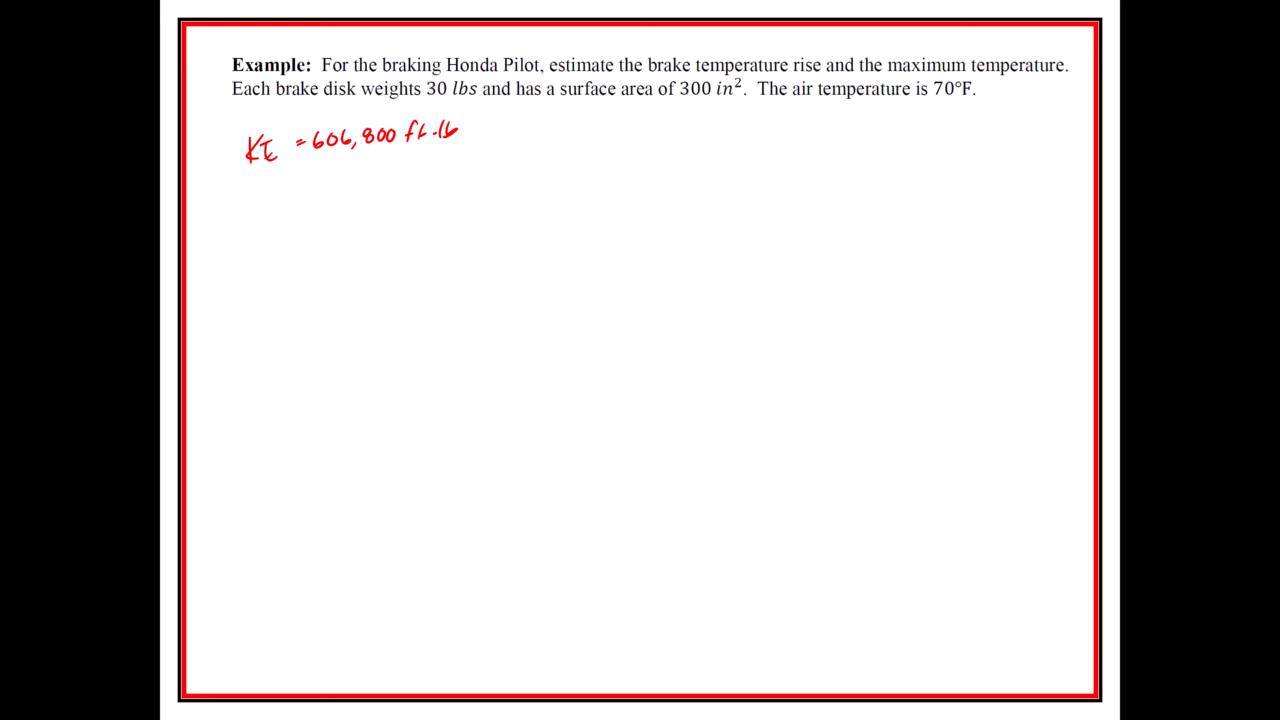 Example: For the braking Honda Pilot, estimate the brake temperature rise and the maximum temperature.
Each brake disk weights 30 lbs and has a surface area of 300 in². The air temperature is 70°F.
KE = 606,800 ft·lb